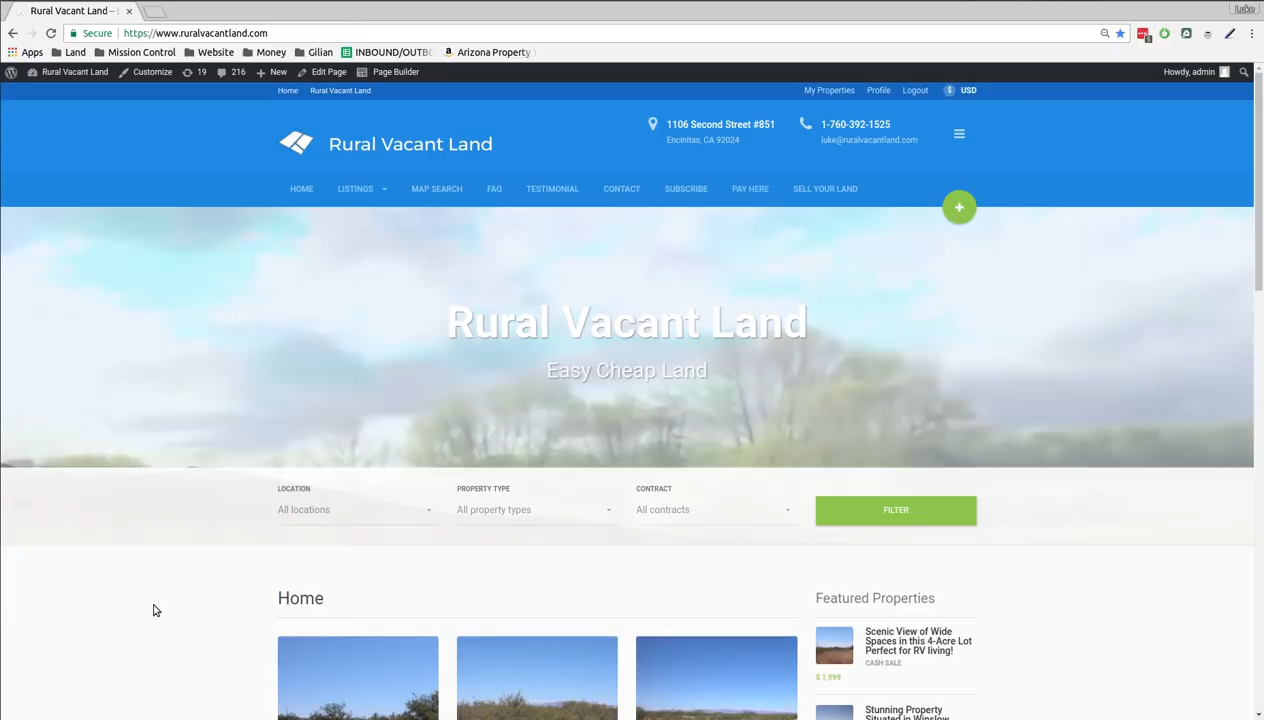 Rural Vacant Land –
Luke
Secure https://www.ruralvacantland.com
Apps Land Mission Control Website Money Gilian INBOUND/OUTB Amazon Arizona Property
Rural Vacant Land Customize 19 216 New Edit Page Page Builder Howdy, admin
Home Rural Vacant Land My Properties Profile Logout $ USD
Rural Vacant Land
1106 Second Street #851
Encinitas, CA 92024
1-760-392-1525
luke@ruralvacantland.com
HOME LISTINGS MAP SEARCH FAQ TESTIMONIAL CONTACT SUBSCRIBE PAY HERE SELL YOUR LAND
+
Rural Vacant Land
Easy Cheap Land
LOCATION PROPERTY TYPE CONTRACT
All locations All property types All contracts FILTER
Home
Featured Properties
Scenic View of Wide
Spaces in this 4-Acre Lot
Perfect for RV living!
CASH SALE
$ 1,999
Stunning Property
Situated in Winslow